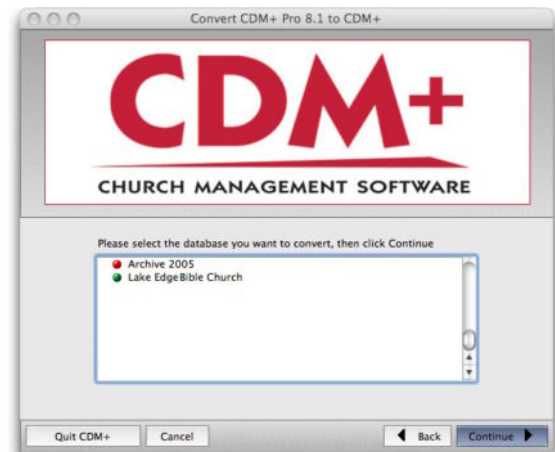 Convert CDM+ Pro 8.1 to CDM+
CDM+
CHURCH MANAGEMENT SOFTWARE
Please select the database you want to convert, then click Continue
Archive 2005
Lake EdgeBible Church
Quit CDM+ Cancel Back Continue